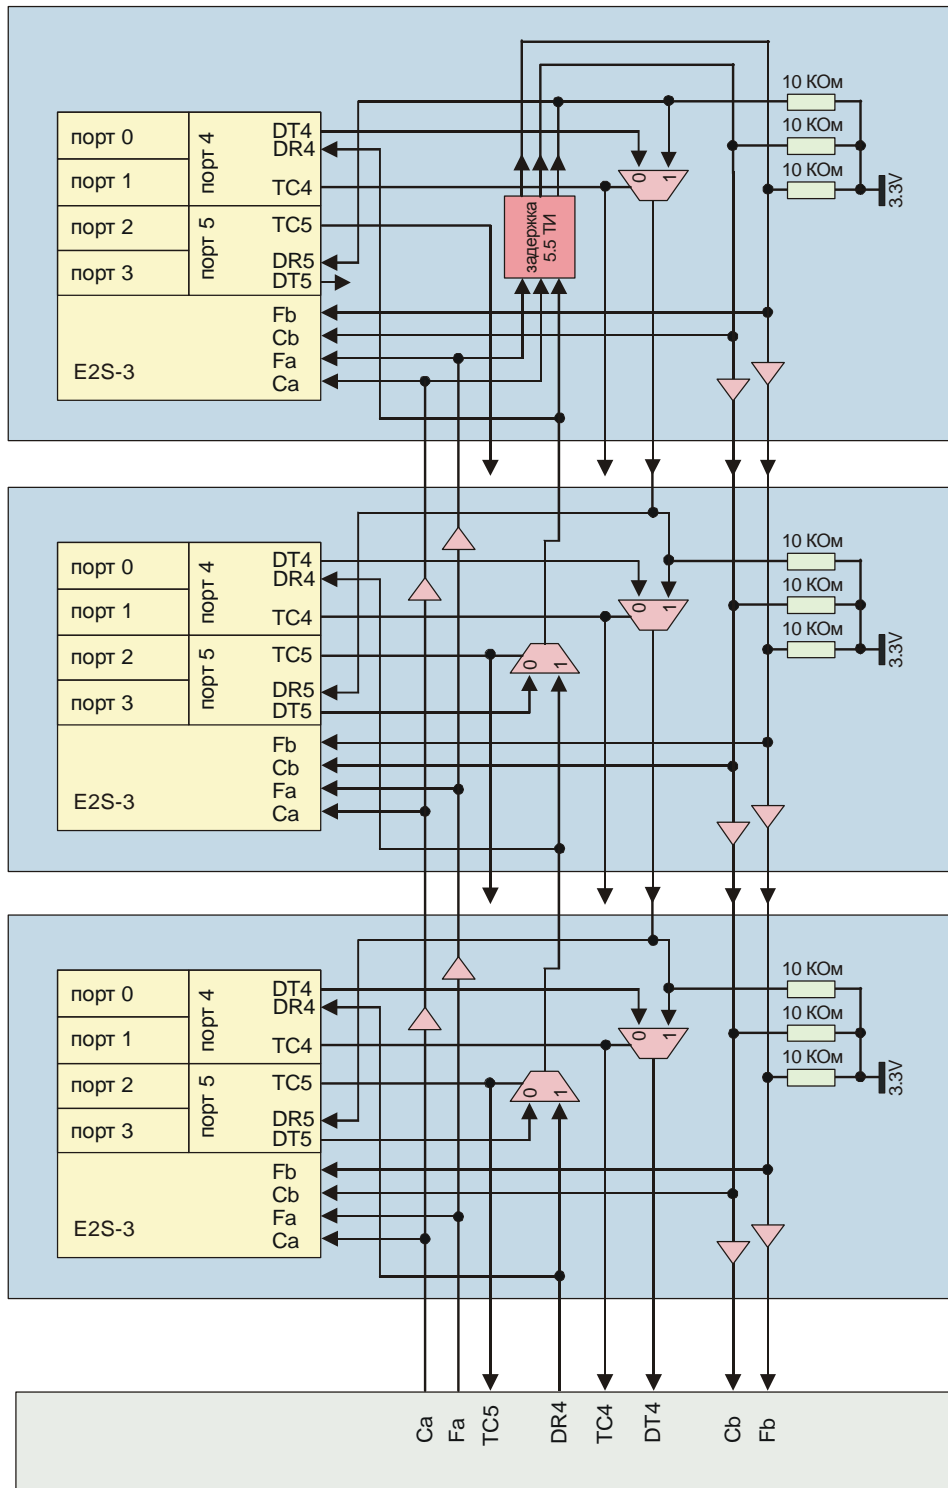 10 КОм
порт 0
порт 4
DT4
DR4
10 КОм
порт 1
TC4
0
1
10 КОм
3.3V
порт 2
порт 5
TC5
задержка
5.5 ТИ
порт 3
DR5
DT5
Fb
Cb
E2S-3
Fa
Ca
10 КОм
порт 0
порт 4
DT4
DR4
10 КОм
порт 1
TC4
0
1
10 КОм
3.3V
порт 2
порт 5
TC5
0
1
порт 3
DR5
DT5
Fb
Cb
E2S-3
Fa
Ca
10 КОм
порт 0
порт 4
DT4
DR4
10 КОм
порт 1
TC4
0
1
10 КОм
3.3V
порт 2
порт 5
TC5
0
1
порт 3
DR5
DT5
Fb
Cb
E2S-3
Fa
Ca
Ca
Fa
TC5
DR4
TC4
DT4
Cb
Fb